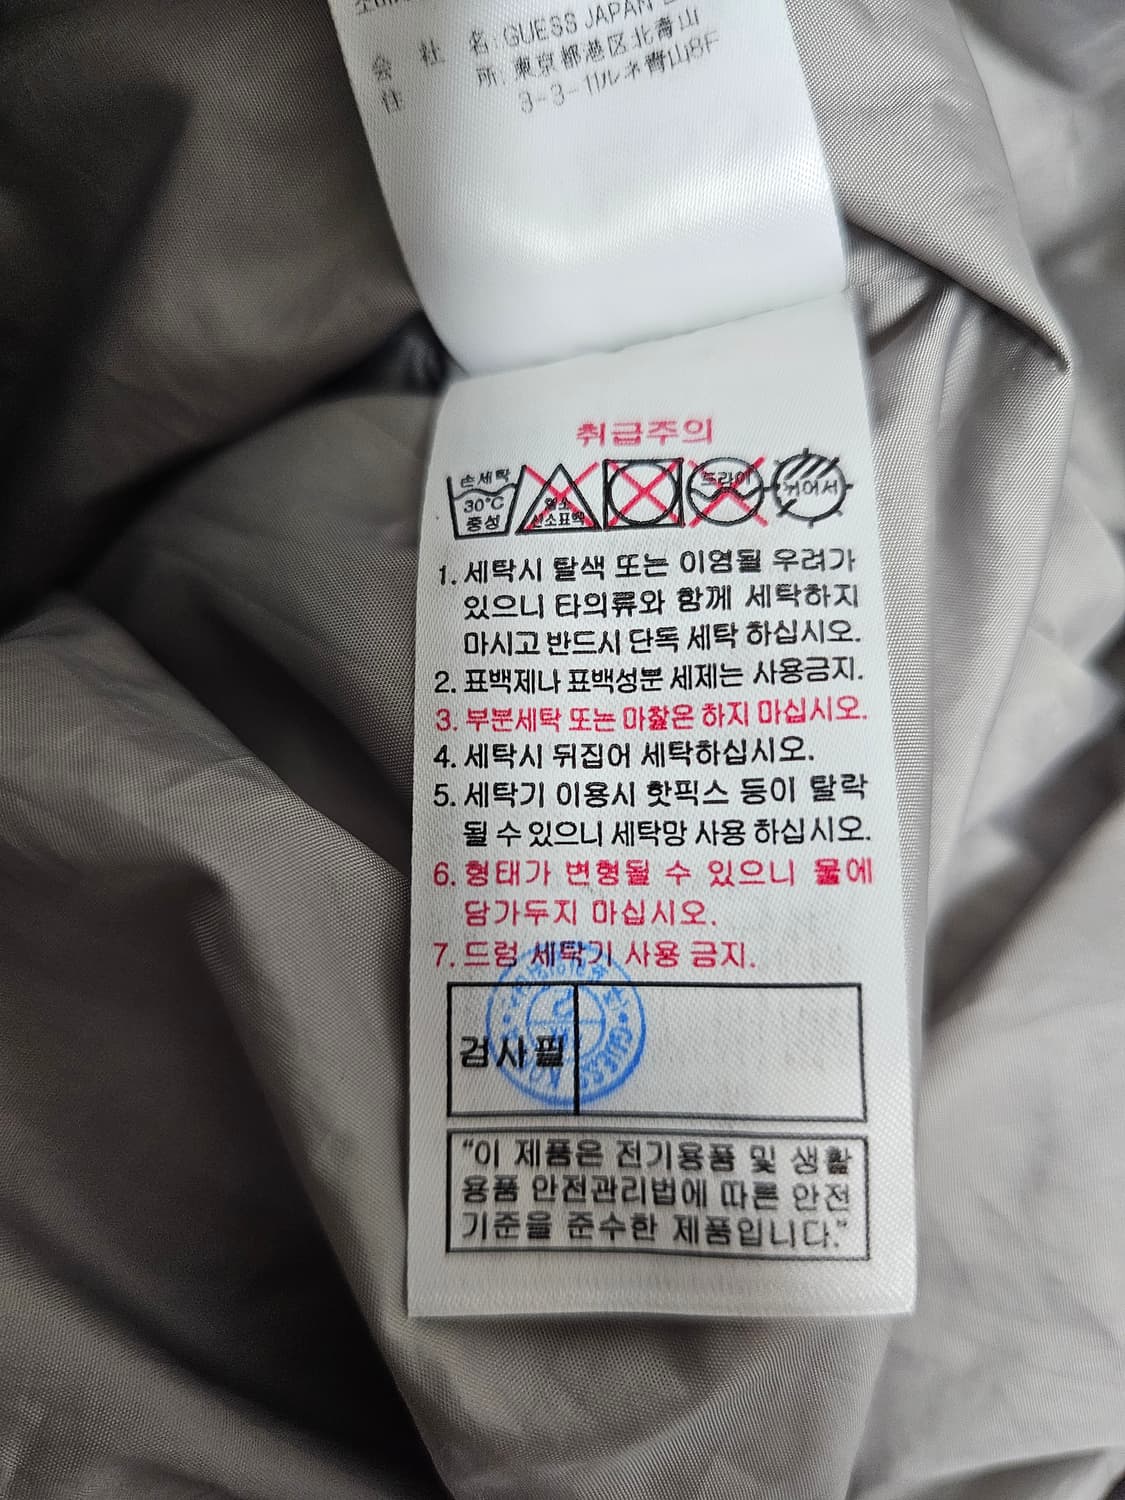 会 社 名: GUESS JAPAN
住 所: 東京都港区北青山
3-3-11ルネ青山8F
취급주의
손세탁
30°C
중성
염소
산소표백
드라이
뉘어서
1. 세탁시 탈색 또는 이염될 우려가
있으니 타의류와 함께 세탁하지
마시고 반드시 단독 세탁 하십시오.
2. 표백제나 표백성분 세제는 사용금지.
3. 부분세탁 또는 마찰은 하지 마십시오.
4. 세탁시 뒤집어 세탁하십시오.
5. 세탁기 이용시 핫픽스 등이 탈락
될 수 있으니 세탁망 사용 하십시오.
6. 형태가 변형될 수 있으니 물에
담가두지 마십시오.
7. 드럼 세탁기 사용 금지.
검사필
GUESS
"이 제품은 전기용품 및 생활
용품 안전관리법에 따른 안전
기준을 준수한 제품입니다."